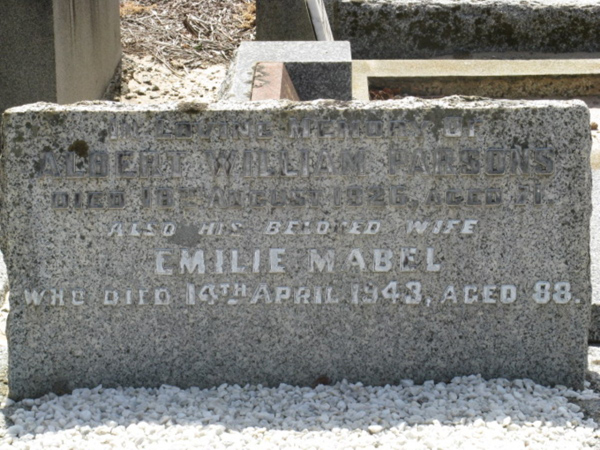 IN LOVING MEMORY OF
ALBERT WILLIAM PARSONS
DIED 18TH AUGUST 1926, AGED 51.
ALSO HIS BELOVED WIFE
EMILIE MABEL
WHO DIED 14TH APRIL 1943, AGED 88.